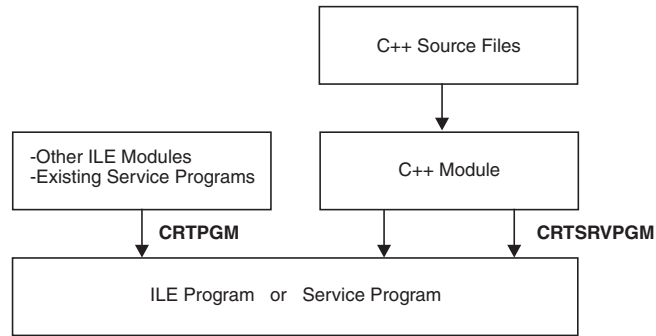 C++ Source Files
-Other ILE Modules
-Existing Service Programs
C++ Module
CRTPGM
CRTSRVPGM
ILE Program or Service Program